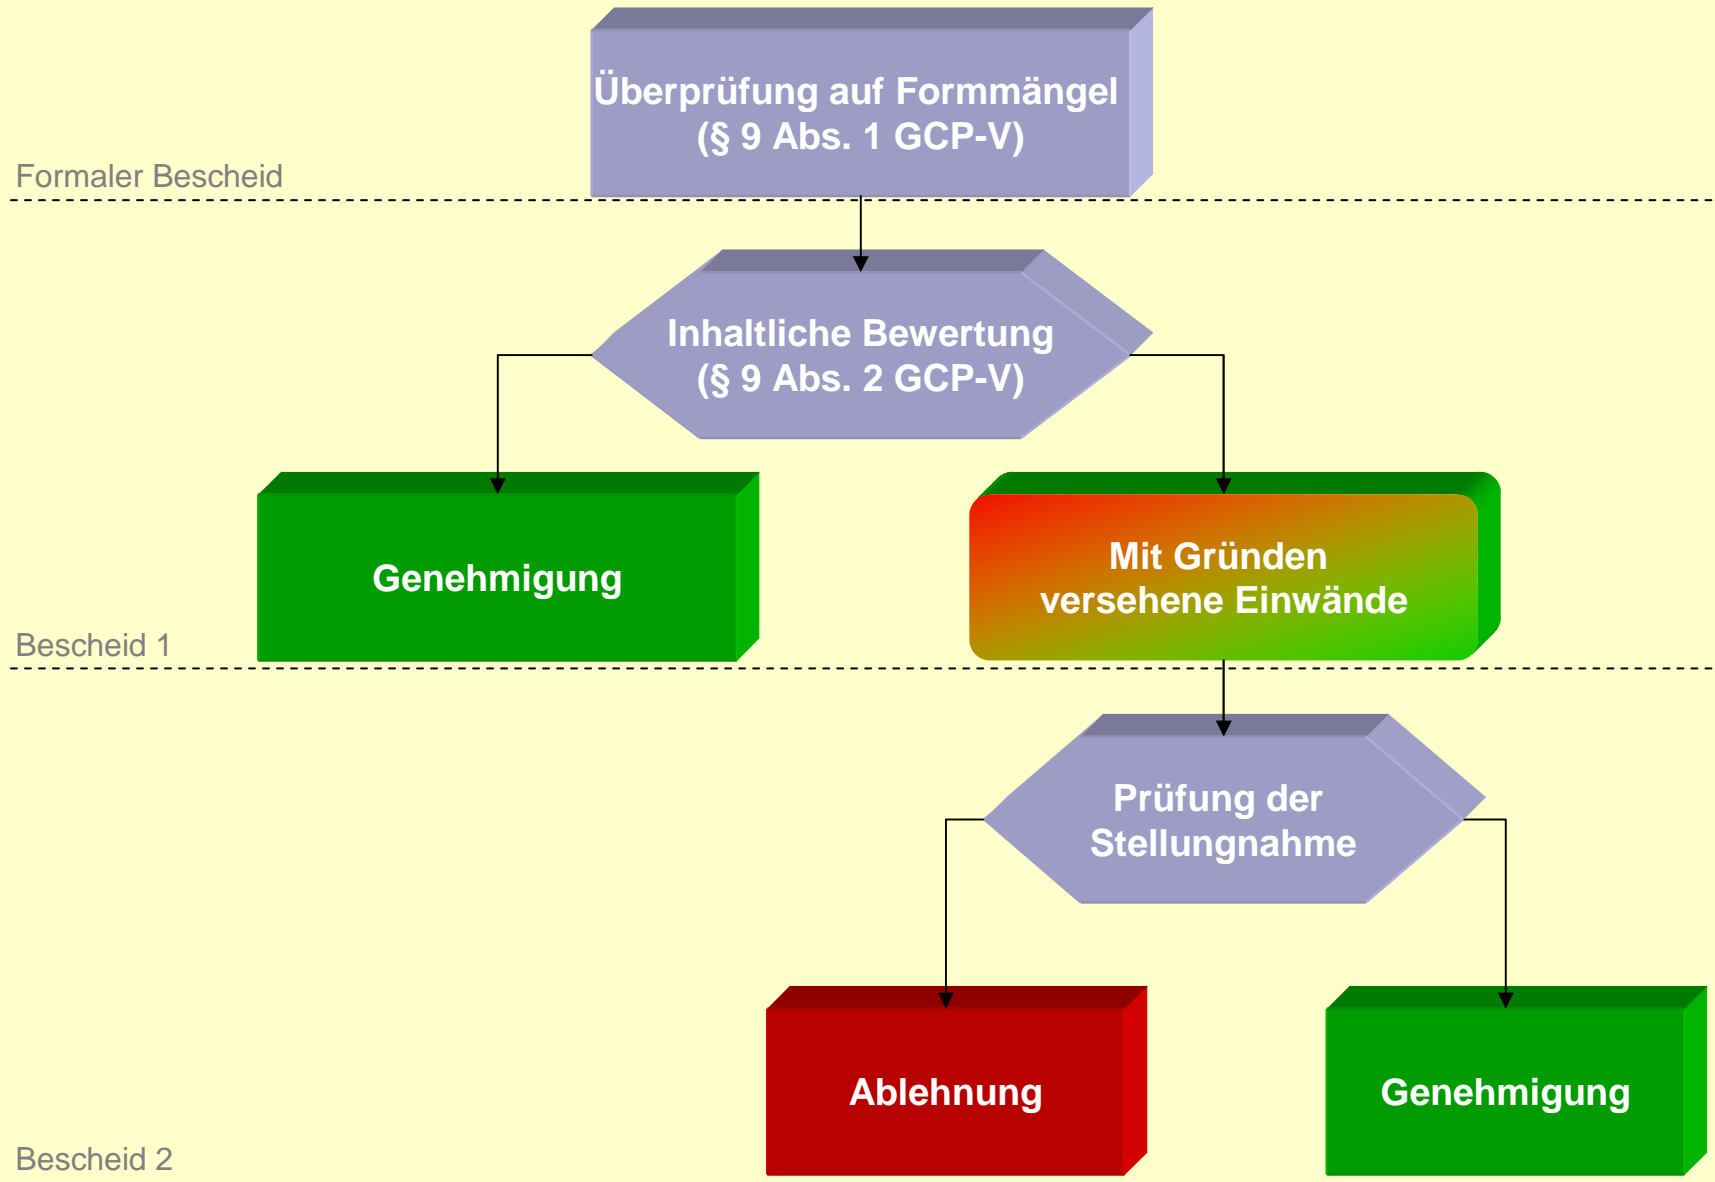 Überprüfung auf Formmängel
(§ 9 Abs. 1 GCP-V)
Formaler Bescheid
Inhaltliche Bewertung
(§ 9 Abs. 2 GCP-V)
Genehmigung
Mit Gründen
versehene Einwände
Bescheid 1
Prüfung der
Stellungnahme
Ablehnung
Genehmigung
Bescheid 2